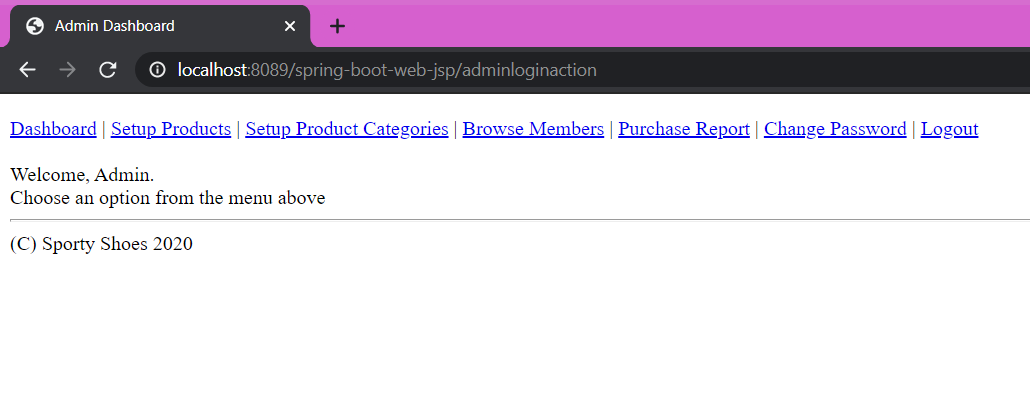 Admin Dashboard
localhost:8089/spring-boot-web-jsp/adminloginaction
Dashboard | Setup Products | Setup Product Categories | Browse Members | Purchase Report | Change Password | Logout
Welcome, Admin.
Choose an option from the menu above
(C) Sporty Shoes 2020